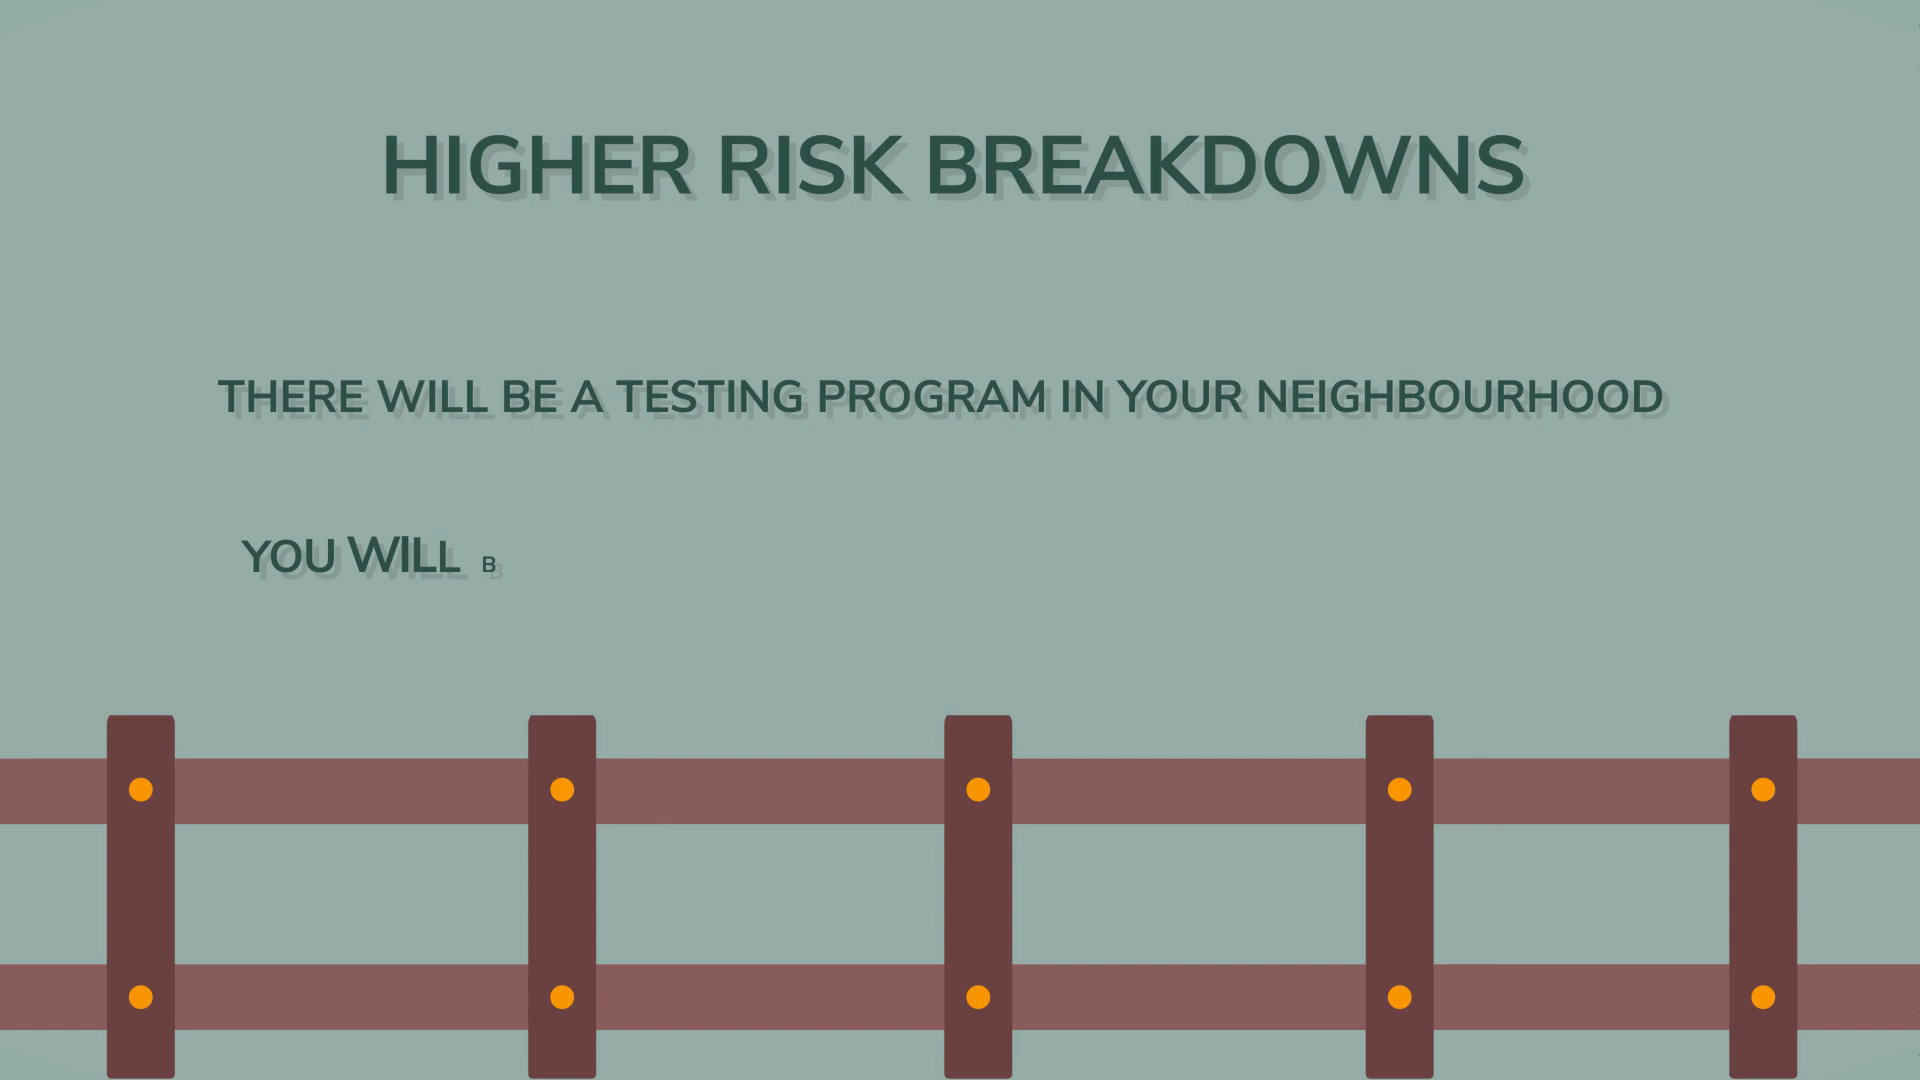 HIGHER RISK BREAKDOWNS
THERE WILL BE A TESTING PROGRAM IN YOUR NEIGHBOURHOOD
YOU WILL B